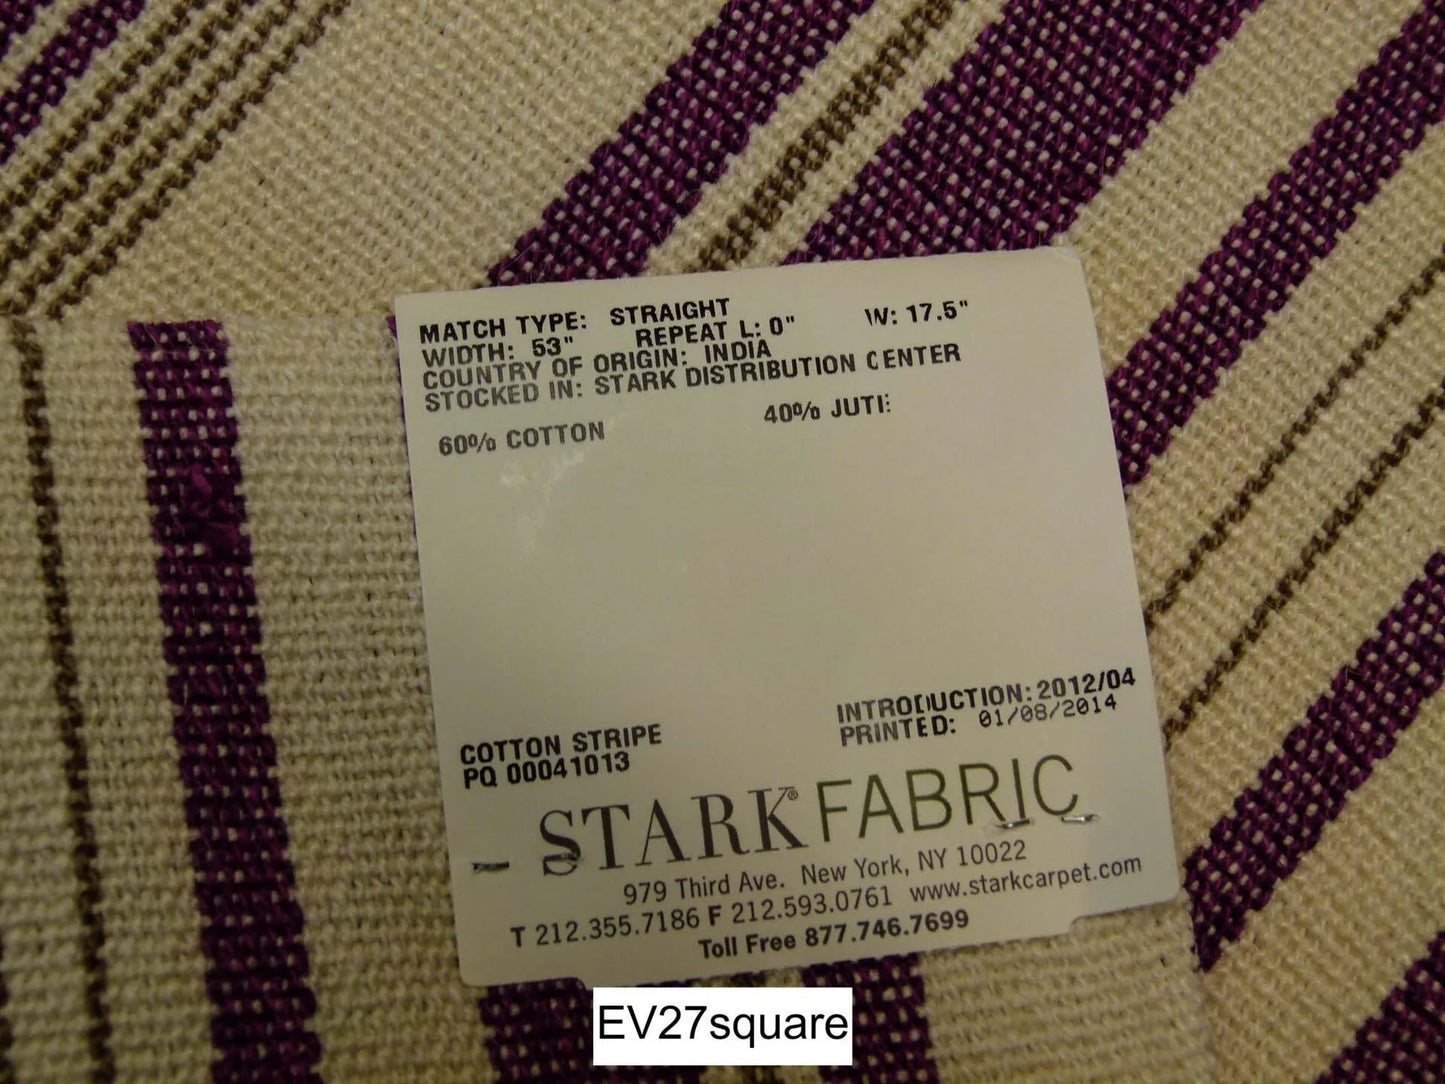 MATCH TYPE: STRAIGHT
WIDTH: 53" REPEAT L: 0" W: 17.5"
COUNTRY OF ORIGIN: INDIA
STOCKED IN: STARK DISTRIBUTION CENTER
60% COTTON 40% JUTE
INTRODUCTION: 2012/04
COTTON STRIPE PRINTED: 01/08/2014
PQ 00041013
STARK® FABRIC
979 Third Ave. New York, NY 10022
T 212.355.7186 F 212.593.0761 www.starkcarpet.com
Toll Free 877.746.7699
EV27square